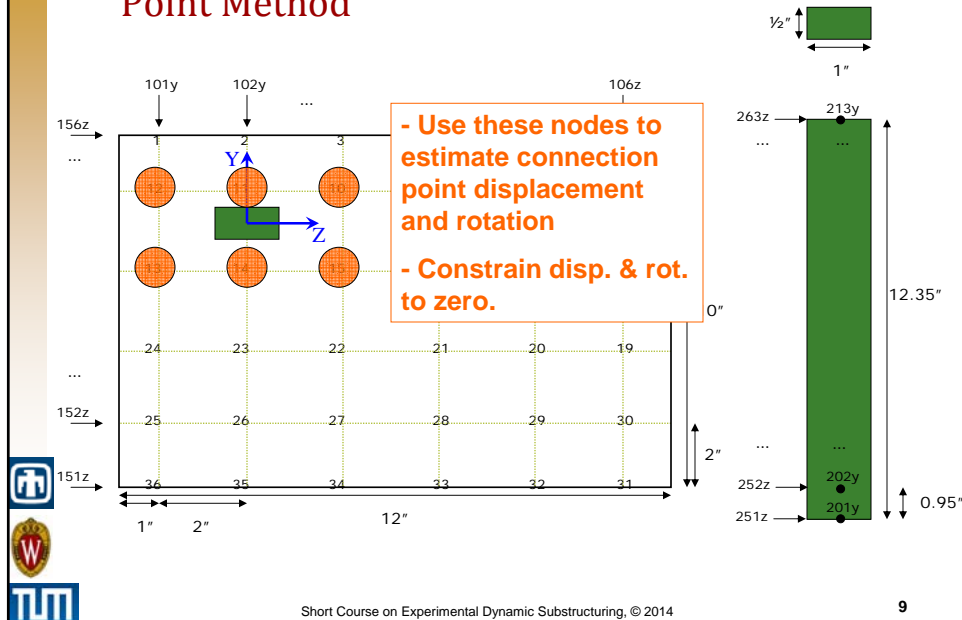 Point Method
½"
1"
101y 102y ... 106z
156z
...
1 2 3
Y
12 11 10
Z
13 14 15
- Use these nodes to
estimate connection
point displacement
and rotation
- Constrain disp. & rot.
to zero.
0"
24 23 22 21 20 19
...
152z
25 26 27 28 29 30
2"
151z
36 35 34 33 32 31
1" 2" 12"
263z 213y
... ...
12.35"
... ...
252z 202y
0.95"
251z 201y
W
TUM
Short Course on Experimental Dynamic Substructuring, © 2014
9